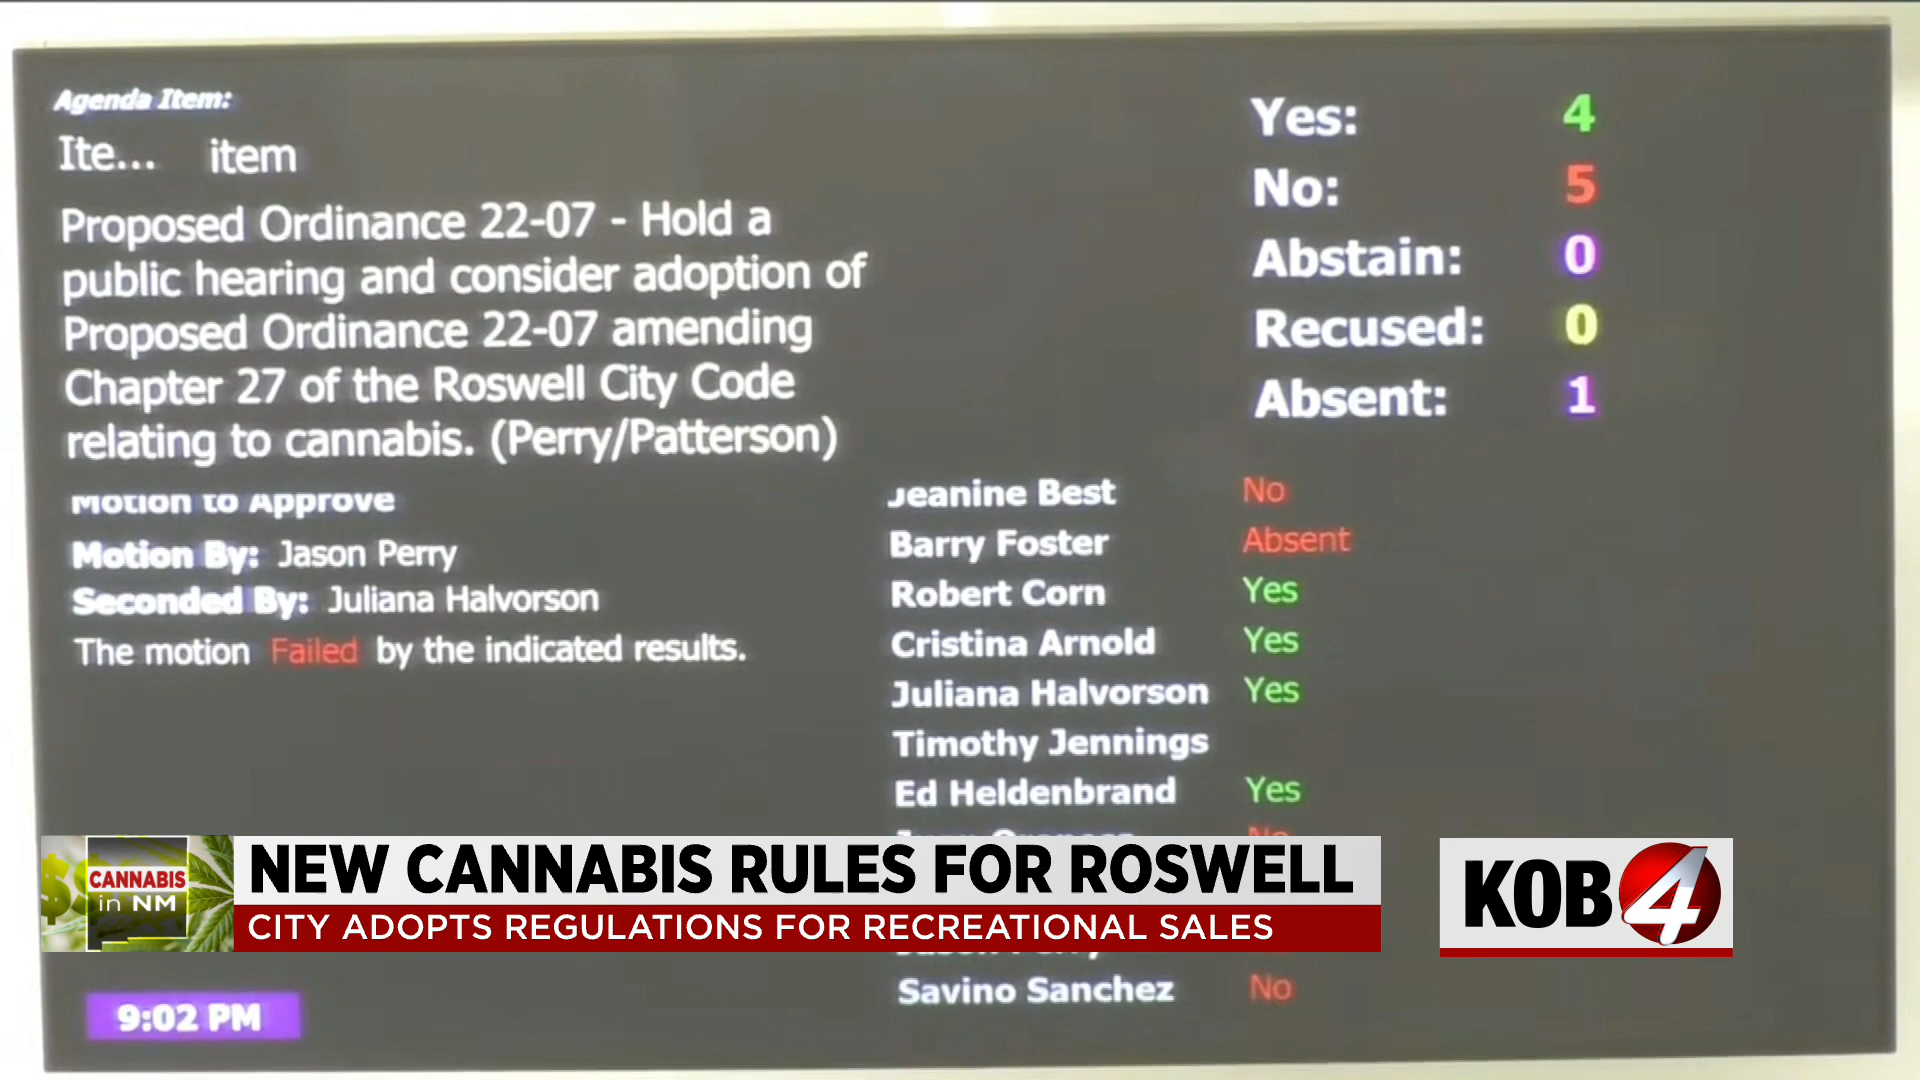 Agenda Item:
Ite... item
Proposed Ordinance 22-07 - Hold a
public hearing and consider adoption of
Proposed Ordinance 22-07 amending
Chapter 27 of the Roswell City Code
relating to cannabis. (Perry/Patterson)
Motion to Approve
Motion By: Jason Perry
Seconded By: Juliana Halvorson
The motion Failed by the indicated results.
Yes: 4
No: 5
Abstain: 0
Recused: 0
Absent: 1
Jeanine Best No
Barry Foster Absent
Robert Corn Yes
Cristina Arnold Yes
Juliana Halvorson Yes
Timothy Jennings
Ed Heldenbrand Yes
No
Savino Sanchez No
CANNABIS
in NM
NEW CANNABIS RULES FOR ROSWELL
CITY ADOPTS REGULATIONS FOR RECREATIONAL SALES
KOB 4
9:02 PM